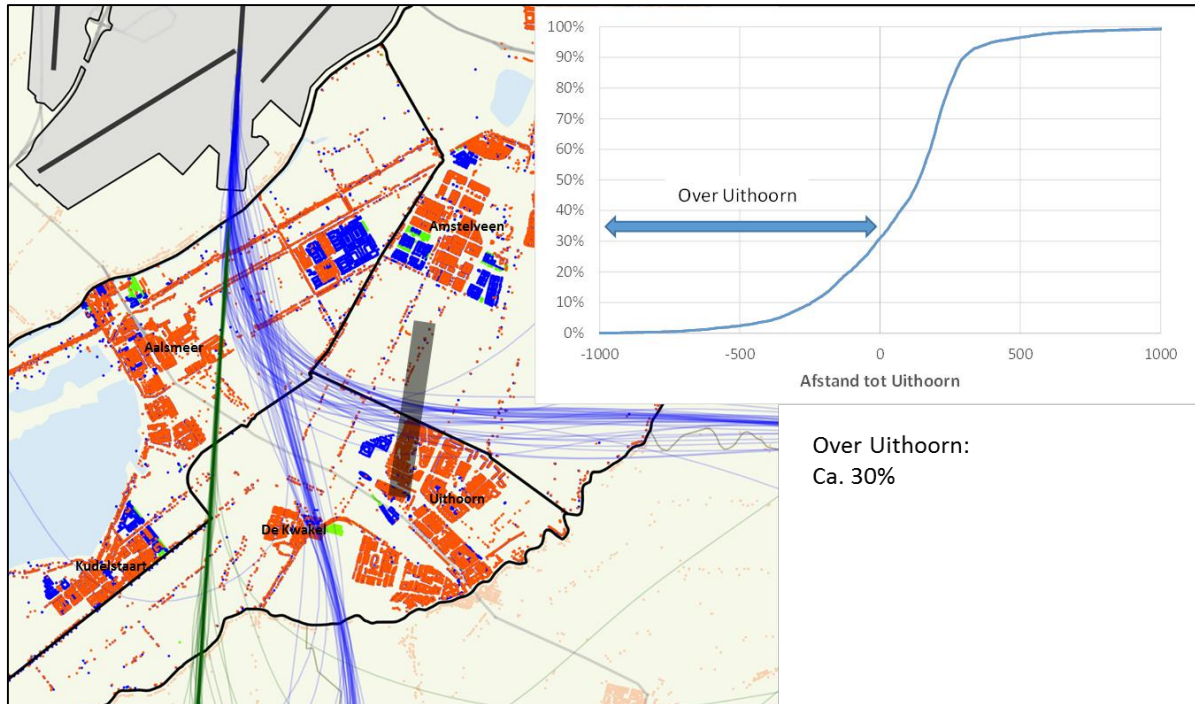 Amstelveen
Aalsmeer
Uithoorn
De Kwakel
Kudelstaart
100%
90%
80%
70%
60%
50%
40%
30%
20%
10%
0%
Over Uithoorn
-1000 -500 0 500 1000
Afstand tot Uithoorn
Over Uithoorn:
Ca. 30%